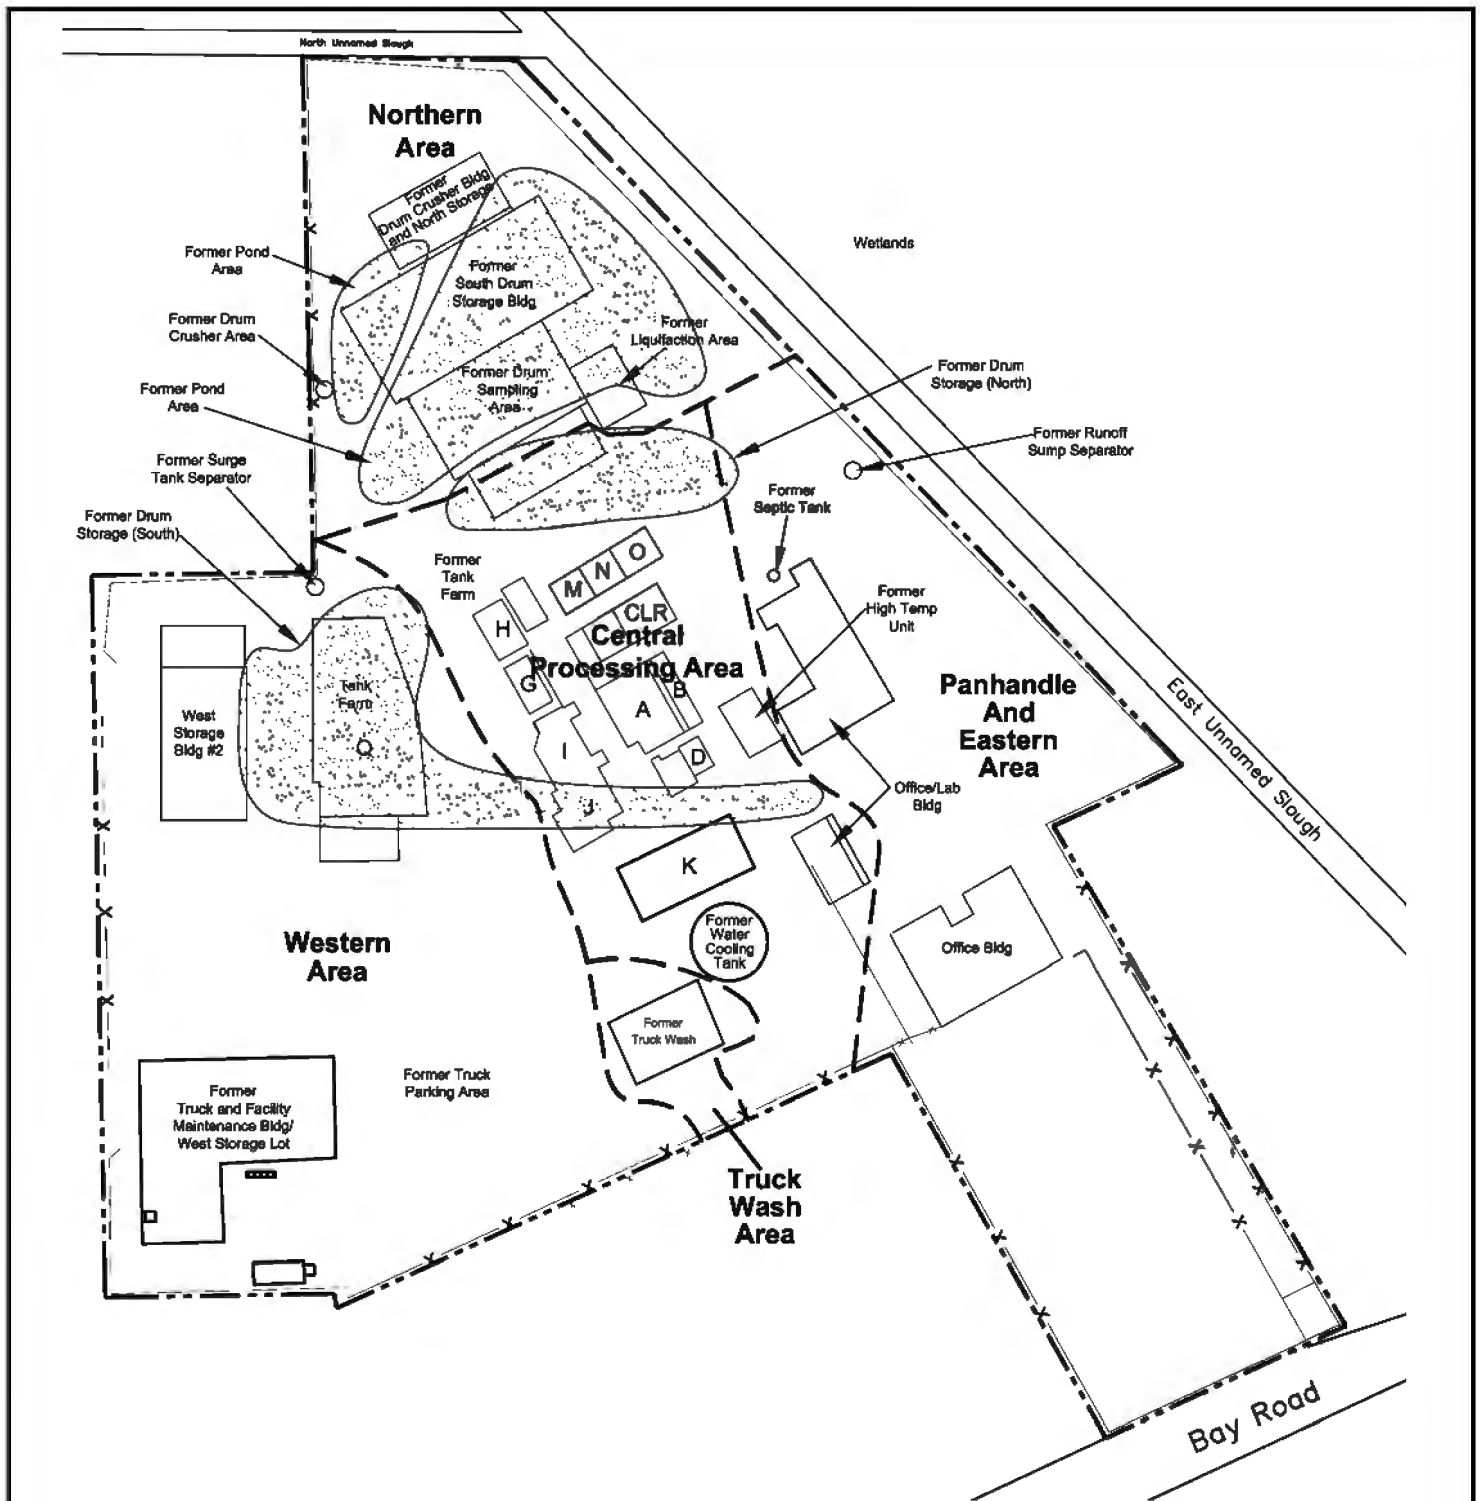 North Unnamed Slough
Northern
Area
Former
Drum Crusher Bldg
and North Storage
Wetlands
Former Pond
Area
Former
South Drum
Storage Bldg
Former Drum
Crusher Area
Former
Liquifaction Area
Former Drum
Storage (North)
Former Drum
Sampling
Area
Former Pond
Area
Former Runoff
Sump Separator
Former Surge
Tank Separator
Former
Septic Tank
Former Drum
Storage (South)
Former
Tank
Farm
M
N
O
Former
High Temp
Unit
H
CLR
Central
Processing Area
G
B
A
Tank
Farm
Q
West
Storage
Bldg #2
I
D
J
Panhandle
And
Eastern
Area
East Unnamed Slough
Office/Lab
Bldg
K
Former
Water
Cooling
Tank
Office Bldg
Western
Area
Former
Truck Wash
Former Truck
Parking Area
Former
Truck and Facility
Maintenance Bldg/
West Storage Lot
Truck
Wash
Area
Bay Road